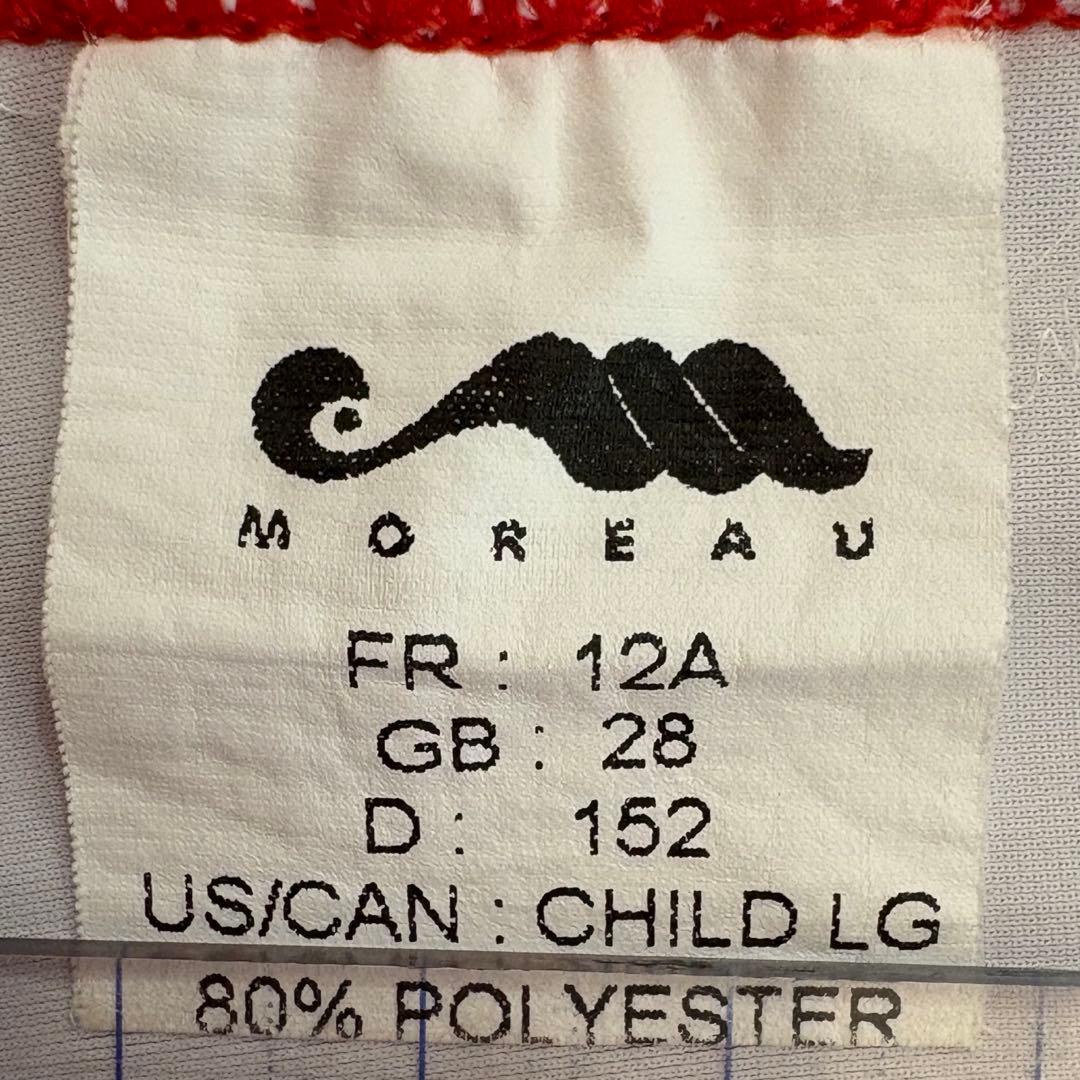 MOREAU
FR : 12A
GB : 28
D : 152
US/CAN : CHILD LG
80% POLYESTER